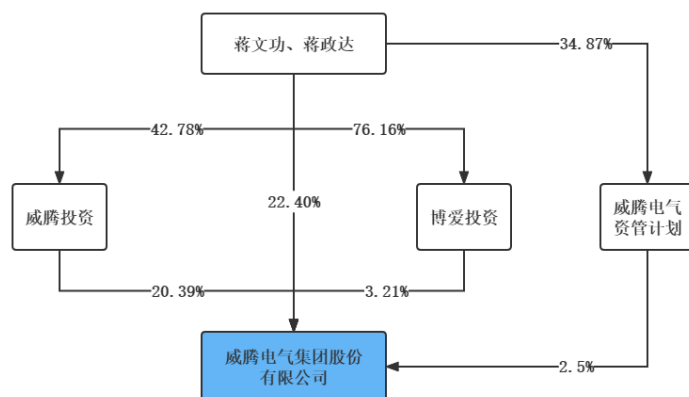 蒋文功、蒋政达
34.87%
42.78%
76.16%
威腾投资
22.40%
博爱投资
威腾电气
资管计划
20.39%
3.21%
威腾电气集团股份
有限公司
2.5%